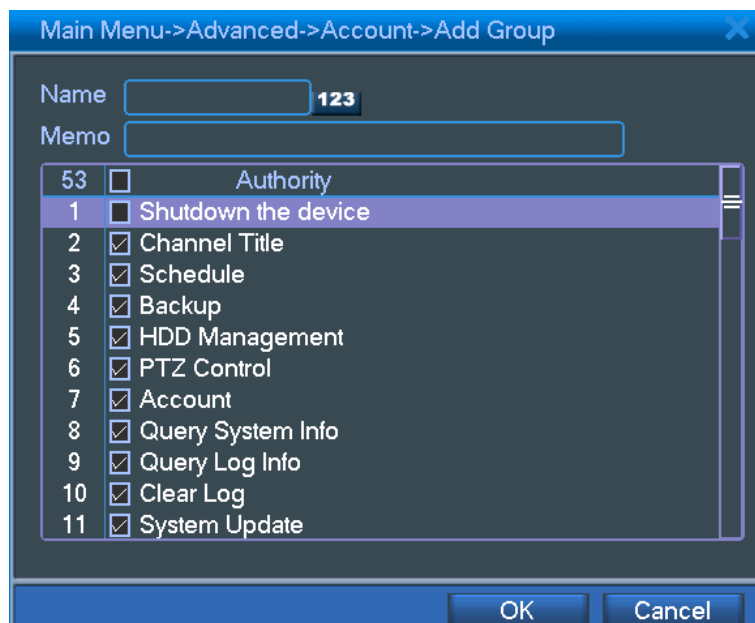 Main Menu->Advanced->Account->Add Group
Name 123
Memo
53 Authority
1 Shutdown the device
2 Channel Title
3 Schedule
4 Backup
5 HDD Management
6 PTZ Control
7 Account
8 Query System Info
9 Query Log Info
10 Clear Log
11 System Update
OK Cancel